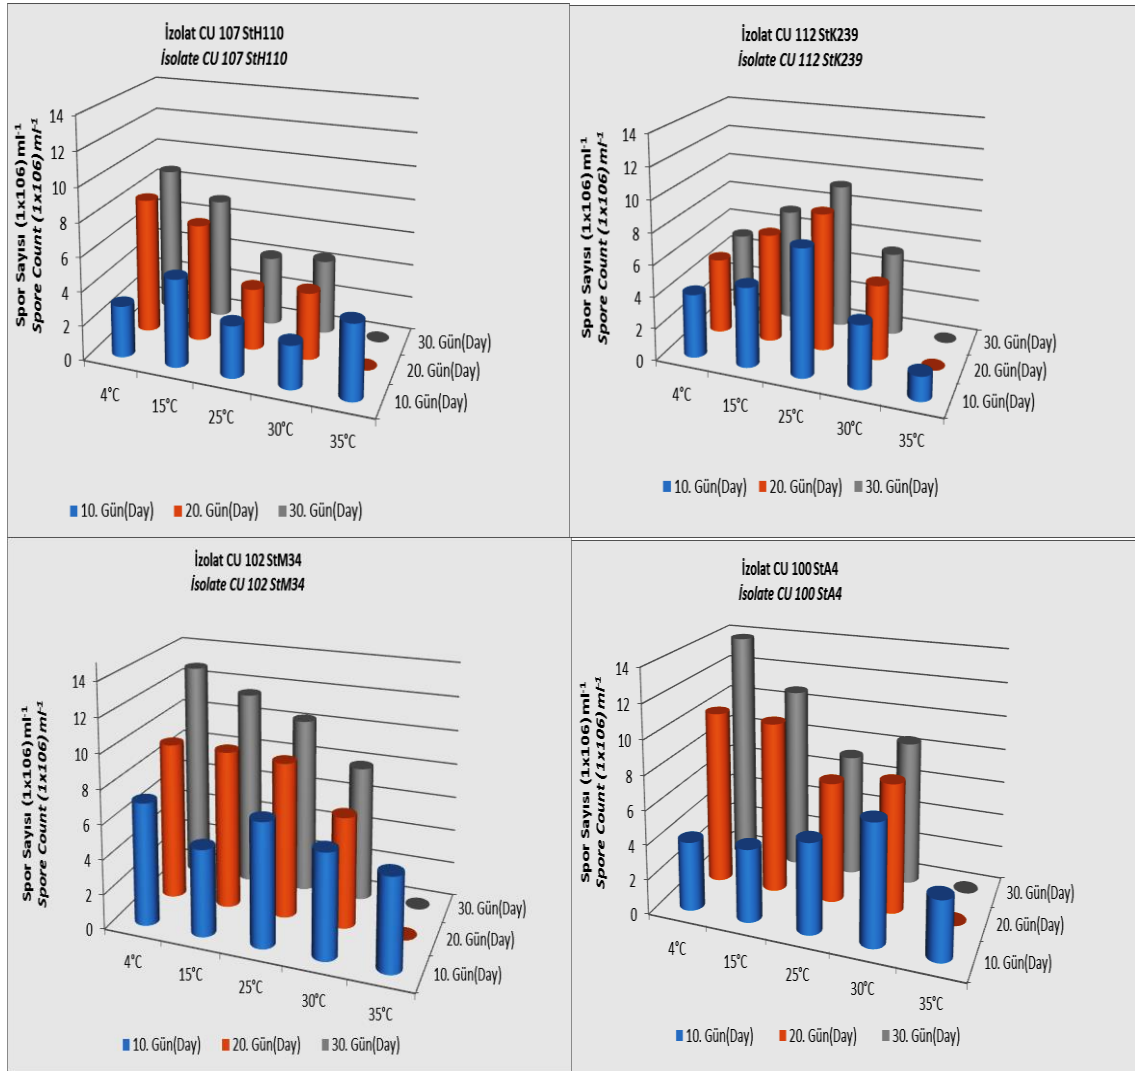 İzolat CU 107 StH110
İsolate CU 107 StH110
Spor Sayısı (1x106) ml⁻¹
Spore Count (1x106) ml⁻¹
14
12
10
8
6
4
2
0
4°C
15°C
25°C
30°C
35°C
30. Gün(Day)
20. Gün(Day)
10. Gün(Day)
10. Gün(Day) 20. Gün(Day) 30. Gün(Day)
İzolat CU 112 StK239
İsolate CU 112 StK239
Spor Sayısı (1x106) ml⁻¹
Spore Count (1x106) ml⁻¹
14
12
10
8
6
4
2
0
4°C
15°C
25°C
30°C
35°C
30. Gün(Day)
20. Gün(Day)
10. Gün(Day)
10. Gün(Day) 20. Gün(Day) 30. Gün(Day)
İzolat CU 102 StM34
İsolate CU 102 StM34
Spor Sayısı (1x106) ml⁻¹
Spore Count (1x106) ml⁻¹
14
12
10
8
6
4
2
0
4°C
15°C
25°C
30°C
35°C
30. Gün(Day)
20. Gün(Day)
10. Gün(Day)
10. Gün(Day) 20. Gün(Day) 30. Gün(Day)
İzolat CU 100 StA4
İsolate CU 100 StA4
Spor Sayısı (1x106) ml⁻¹
Spore Count (1x106) ml⁻¹
14
12
10
8
6
4
2
0
4°C
15°C
25°C
30°C
35°C
30. Gün(Day)
20. Gün(Day)
10. Gün(Day)
10. Gün(Day) 20. Gün(Day) 30. Gün(Day)